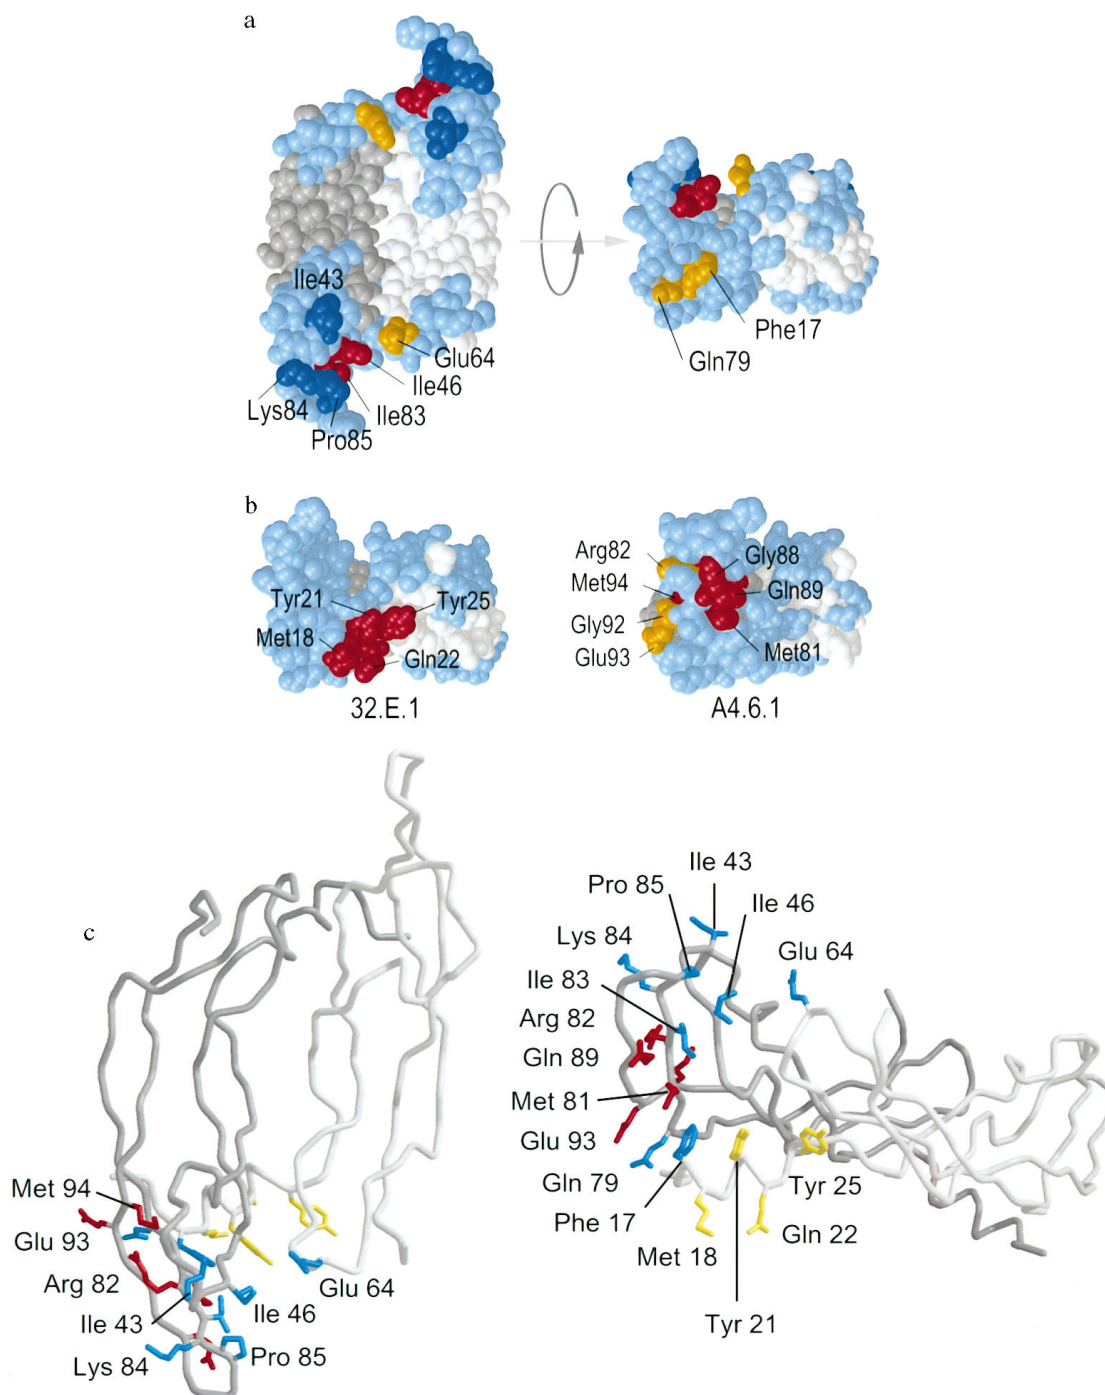 a
Ile43
Glu64
Ile46
Lys84
Ile83
Pro85
Phe17
Gln79
b
Tyr21
Tyr25
Met18
Gln22
32.E.1
Arg82
Gly88
Met94
Gln89
Gly92
Met81
Glu93
A4.6.1
c
Met 94
Glu 93
Arg 82
Glu 64
Ile 46
Ile 43
Lys 84
Pro 85
Ile 43
Pro 85
Ile 46
Lys 84
Glu 64
Ile 83
Arg 82
Gln 89
Met 81
Glu 93
Gln 79
Tyr 25
Phe 17
Gln 22
Met 18
Tyr 21